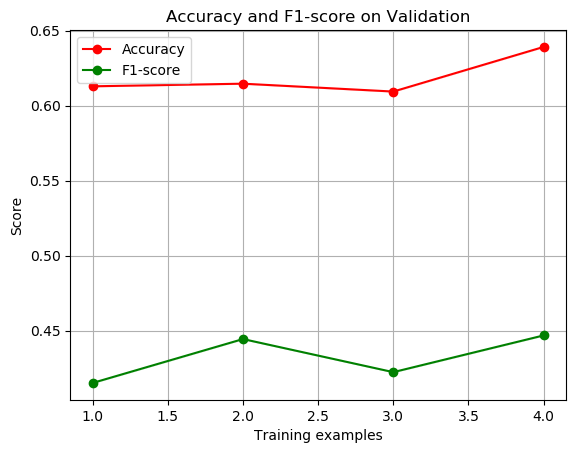 Accuracy and F1-score on Validation
Accuracy
F1-score
0.65
0.60
0.55
0.50
0.45
Score
1.0 1.5 2.0 2.5 3.0 3.5 4.0
Training examples